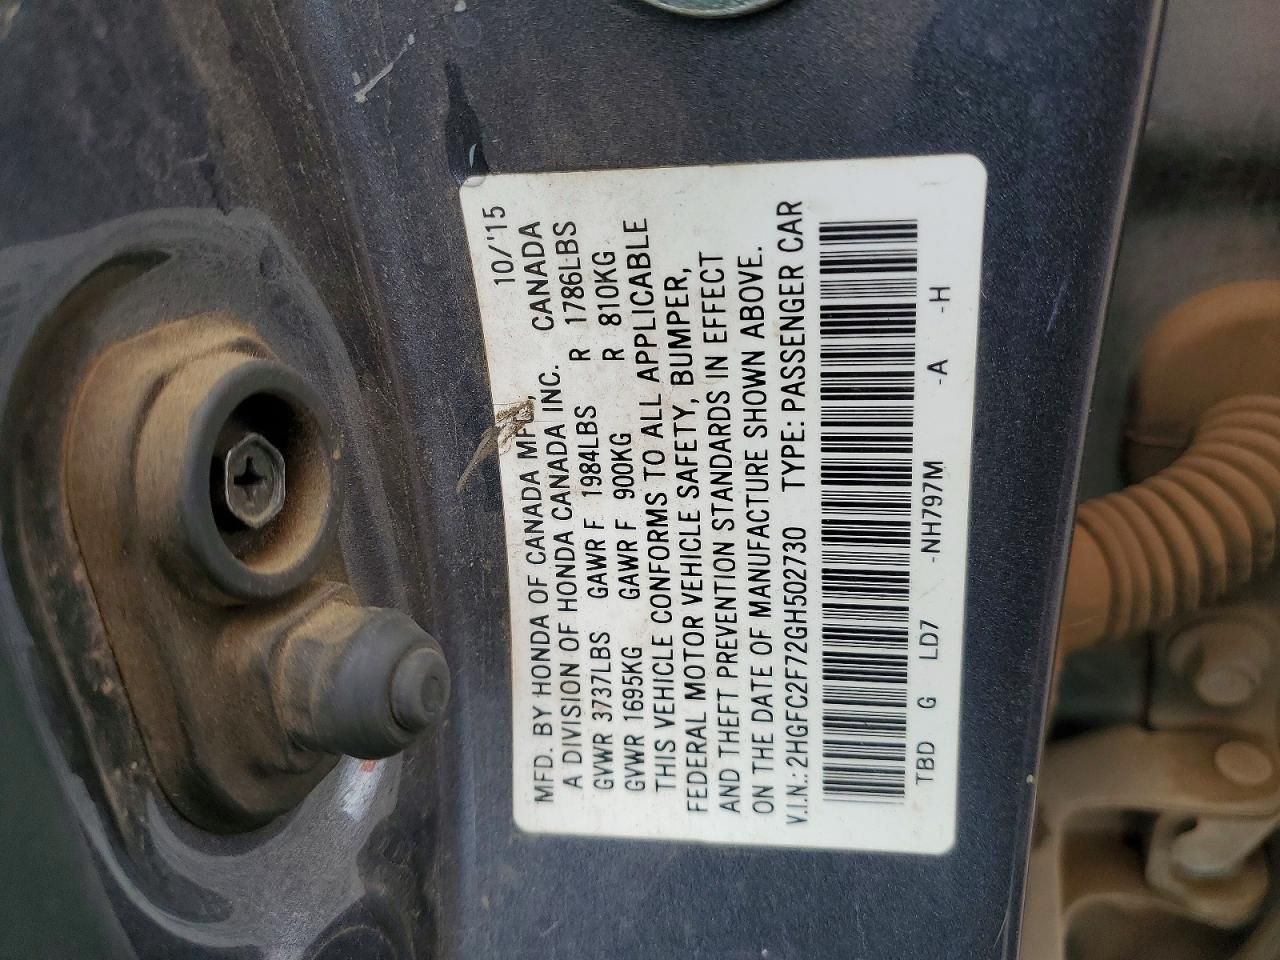 MFD. BY HONDA OF CANADA MFG., 10/'15
A DIVISION OF HONDA CANADA INC. CANADA
GVWR 3737LBS GAWR F 1984LBS R 1786LBS
GVWR 1695KG GAWR F 900KG R 810KG
THIS VEHICLE CONFORMS TO ALL APPLICABLE
FEDERAL MOTOR VEHICLE SAFETY, BUMPER,
AND THEFT PREVENTION STANDARDS IN EFFECT
ON THE DATE OF MANUFACTURE SHOWN ABOVE.
V.I.N.: 2HGFC2F72GH502730 TYPE: PASSENGER CAR
TBD G LD7 -NH797M -A -H